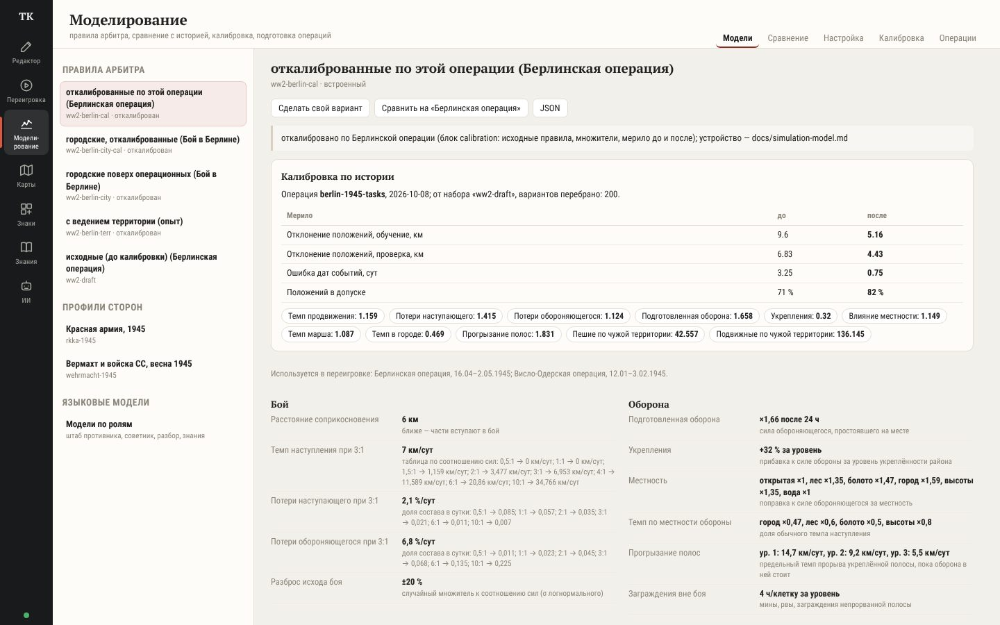 ТК
Редактор
Переигровка
Модели-
рование
Карты
Знаки
Знания
ИИ
Моделирование
правила арбитра, сравнение с историей, калибровка, подготовка операций
Модели Сравнение Настройка Калибровка Операции
ПРАВИЛА АРБИТРА
откалиброванные по этой операции
(Берлинская операция)
ww2-berlin-cal · откалиброван
городские, откалиброванные (Бой в Берлине)
ww2-berlin-city-cal · откалиброван
городские поверх операционных (Бой в
Берлине)
ww2-berlin-city · откалиброван
с ведением территории (опыт)
ww2-berlin-terr · откалиброван
исходные (до калибровки) (Берлинская
операция)
ww2-draft
ПРОФИЛИ СТОРОН
Красная армия, 1945
rkka-1945
Вермахт и войска СС, весна 1945
wehrmacht-1945
ЯЗЫКОВЫЕ МОДЕЛИ
Модели по ролям
штаб противника, советник, разбор, знания
откалиброванные по этой операции (Берлинская операция)
ww2-berlin-cal · встроенный
Сделать свой вариант Сравнить на «Берлинская операция» JSON
откалибровано по Берлинской операции (блок calibration: исходные правила, множители, мерило до и после); устройство — docs/simulation-model.md
Калибровка по истории
Операция berlin-1945-tasks, 2026-10-08; от набора «ww2-draft», вариантов перебрано: 200.
Мерило до после
Отклонение положений, обучение, км 9.6 5.16
Отклонение положений, проверка, км 6.83 4.43
Ошибка дат событий, сут 3.25 0.75
Положений в допуске 71 % 82 %
Темп продвижения: 1.159 Потери наступающего: 1.415 Потери обороняющегося: 1.124 Подготовленная оборона: 1.658 Укрепления: 0.32 Влияние местности: 1.149
Темп марша: 1.087 Темп в городе: 0.469 Прогрызание полос: 1.831 Пешие по чужой территории: 42.557 Подвижные по чужой территории: 136.145
Используется в переигровке: Берлинская операция, 16.04–2.05.1945; Висло-Одерская операция, 12.01–3.02.1945.
Бой
Расстояние соприкосновения 6 км
ближе — части вступают в бой
Темп наступления при 3:1 7 км/сут
таблица по соотношению сил: 0,5:1 → 0 км/сут; 1:1 → 0 км/сут;
1,5:1 → 1,159 км/сут; 2:1 → 3,477 км/сут; 3:1 → 6,953 км/сут; 4:1 →
11,589 км/сут; 6:1 → 20,86 км/сут; 10:1 → 34,766 км/сут
Потери наступающего при 3:1 2,1 %/сут
доля состава в сутки: 0,5:1 → 0,085; 1:1 → 0,057; 2:1 → 0,035; 3:1
→ 0,021; 6:1 → 0,011; 10:1 → 0,007
Потери обороняющегося при 3:1 6,8 %/сут
доля состава в сутки: 0,5:1 → 0,011; 1:1 → 0,023; 2:1 → 0,045; 3:1
→ 0,068; 6:1 → 0,135; 10:1 → 0,225
Разброс исхода боя ±20 %
случайный множитель к соотношению сил (σ логнормального)
Оборона
Подготовленная оборона ×1,66 после 24 ч
сила обороняющегося, простоявшего на месте
Укрепления +32 % за уровень
прибавка к силе обороны за уровень укреплённости района
Местность открытая ×1, лес ×1,35, болото ×1,47, город ×1,59, высоты
×1,35, вода ×1
поправка к силе обороняющегося за местность
Темп по местности обороны город ×0,47, лес ×0,6, болото ×0,5, высоты ×0,8
доля обычного темпа наступления
Прогрызание полос ур. 1: 14,7 км/сут, ур. 2: 9,2 км/сут, ур. 3: 5,5 км/сут
предельный темп прорыва укреплённой полосы, пока оборона в
ней стоит
Заграждения вне боя 4 ч/клетку за уровень
мины, рвы, заграждения непрорванной полосы